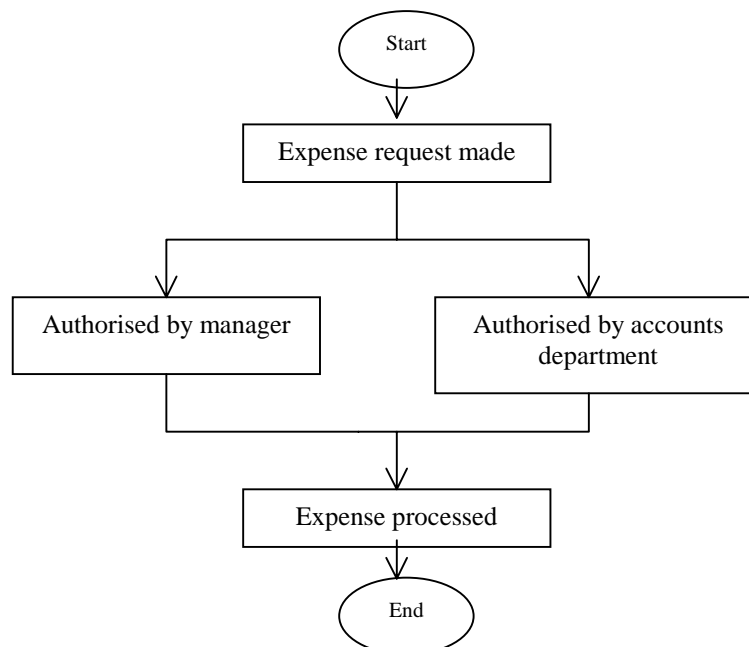 Start
Expense request made
Authorised by manager
Authorised by accounts
department
Expense processed
End